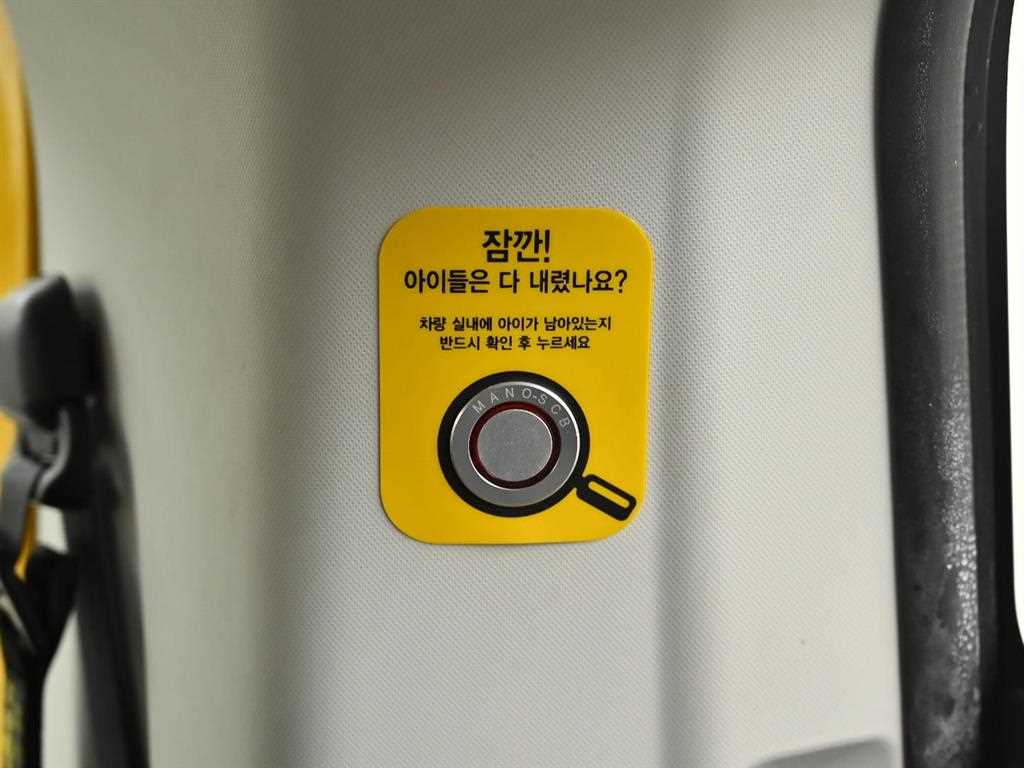 잠깐!
아이들은 다 내렸나요?
차량 실내에 아이가 남아있는지
반드시 확인 후 누르세요
MANO-SCB